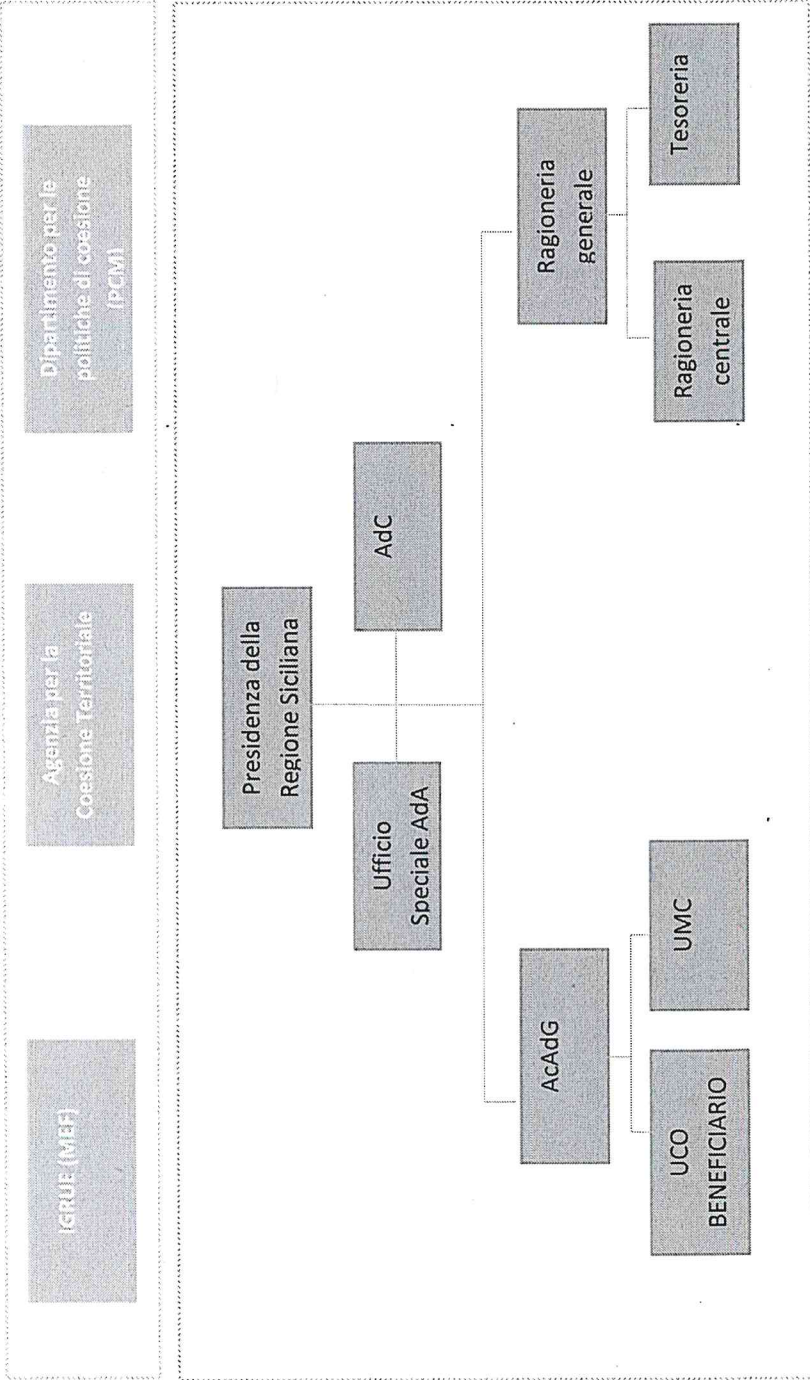 IGRUE (MEF)
Agenzia per la
Coesione Territoriale
Dipartimento per le
politiche di coesione
(PCM)
Presidenza della
Regione Siciliana
Ufficio
Speciale AdA
AdC
AcAdG
Ragioneria
generale
UCO
BENEFICIARIO
UMC
Ragioneria
centrale
Tesoreria